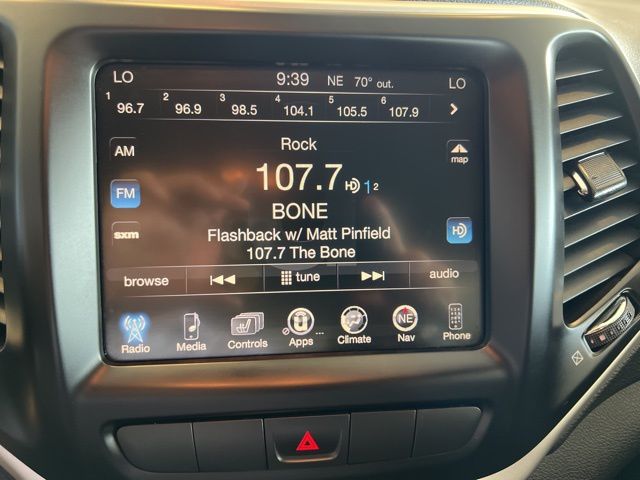 LO 9:39 NE 70° out. LO
1 96.7 2 96.9 3 98.5 4 104.1 5 105.5 6 107.9
Rock
AM
map
107.7 HD 1 2
FM
BONE
HD
Flashback w/ Matt Pinfield
sxm
107.7 The Bone
browse tune audio
NE
Radio Media Controls Apps ... Climate Nav Phone